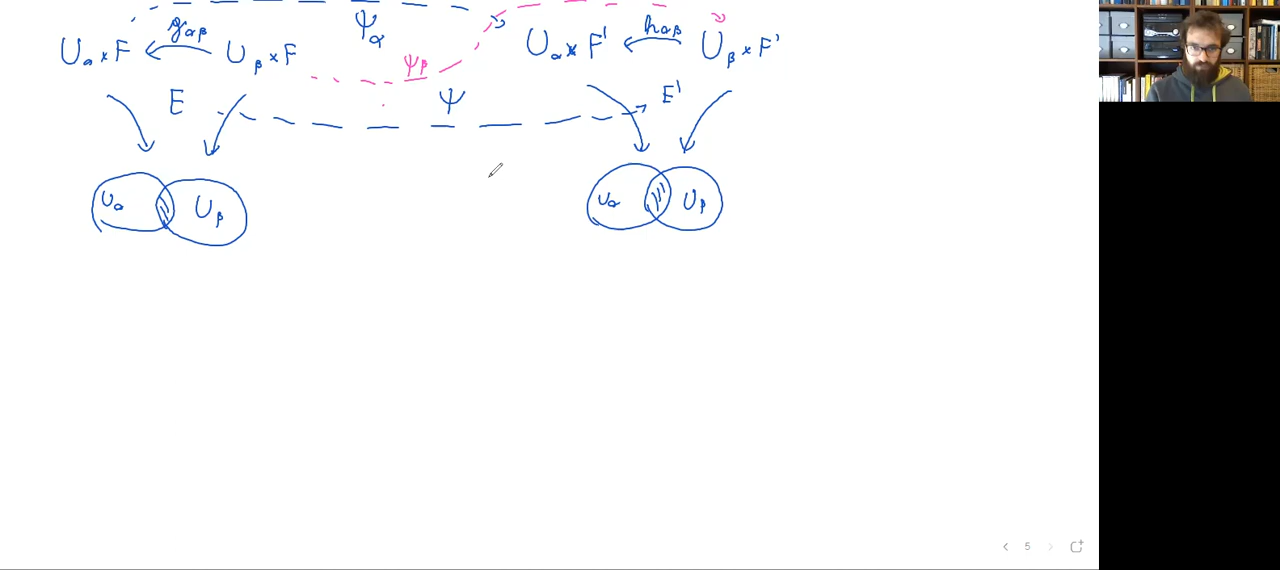 Ψα
U_α × F ← g_αβ U_β × F
U_α × F' ← h_αβ U_β × F'
Ψ_β
E Ψ E'
U_α U_β U_α U_β
5